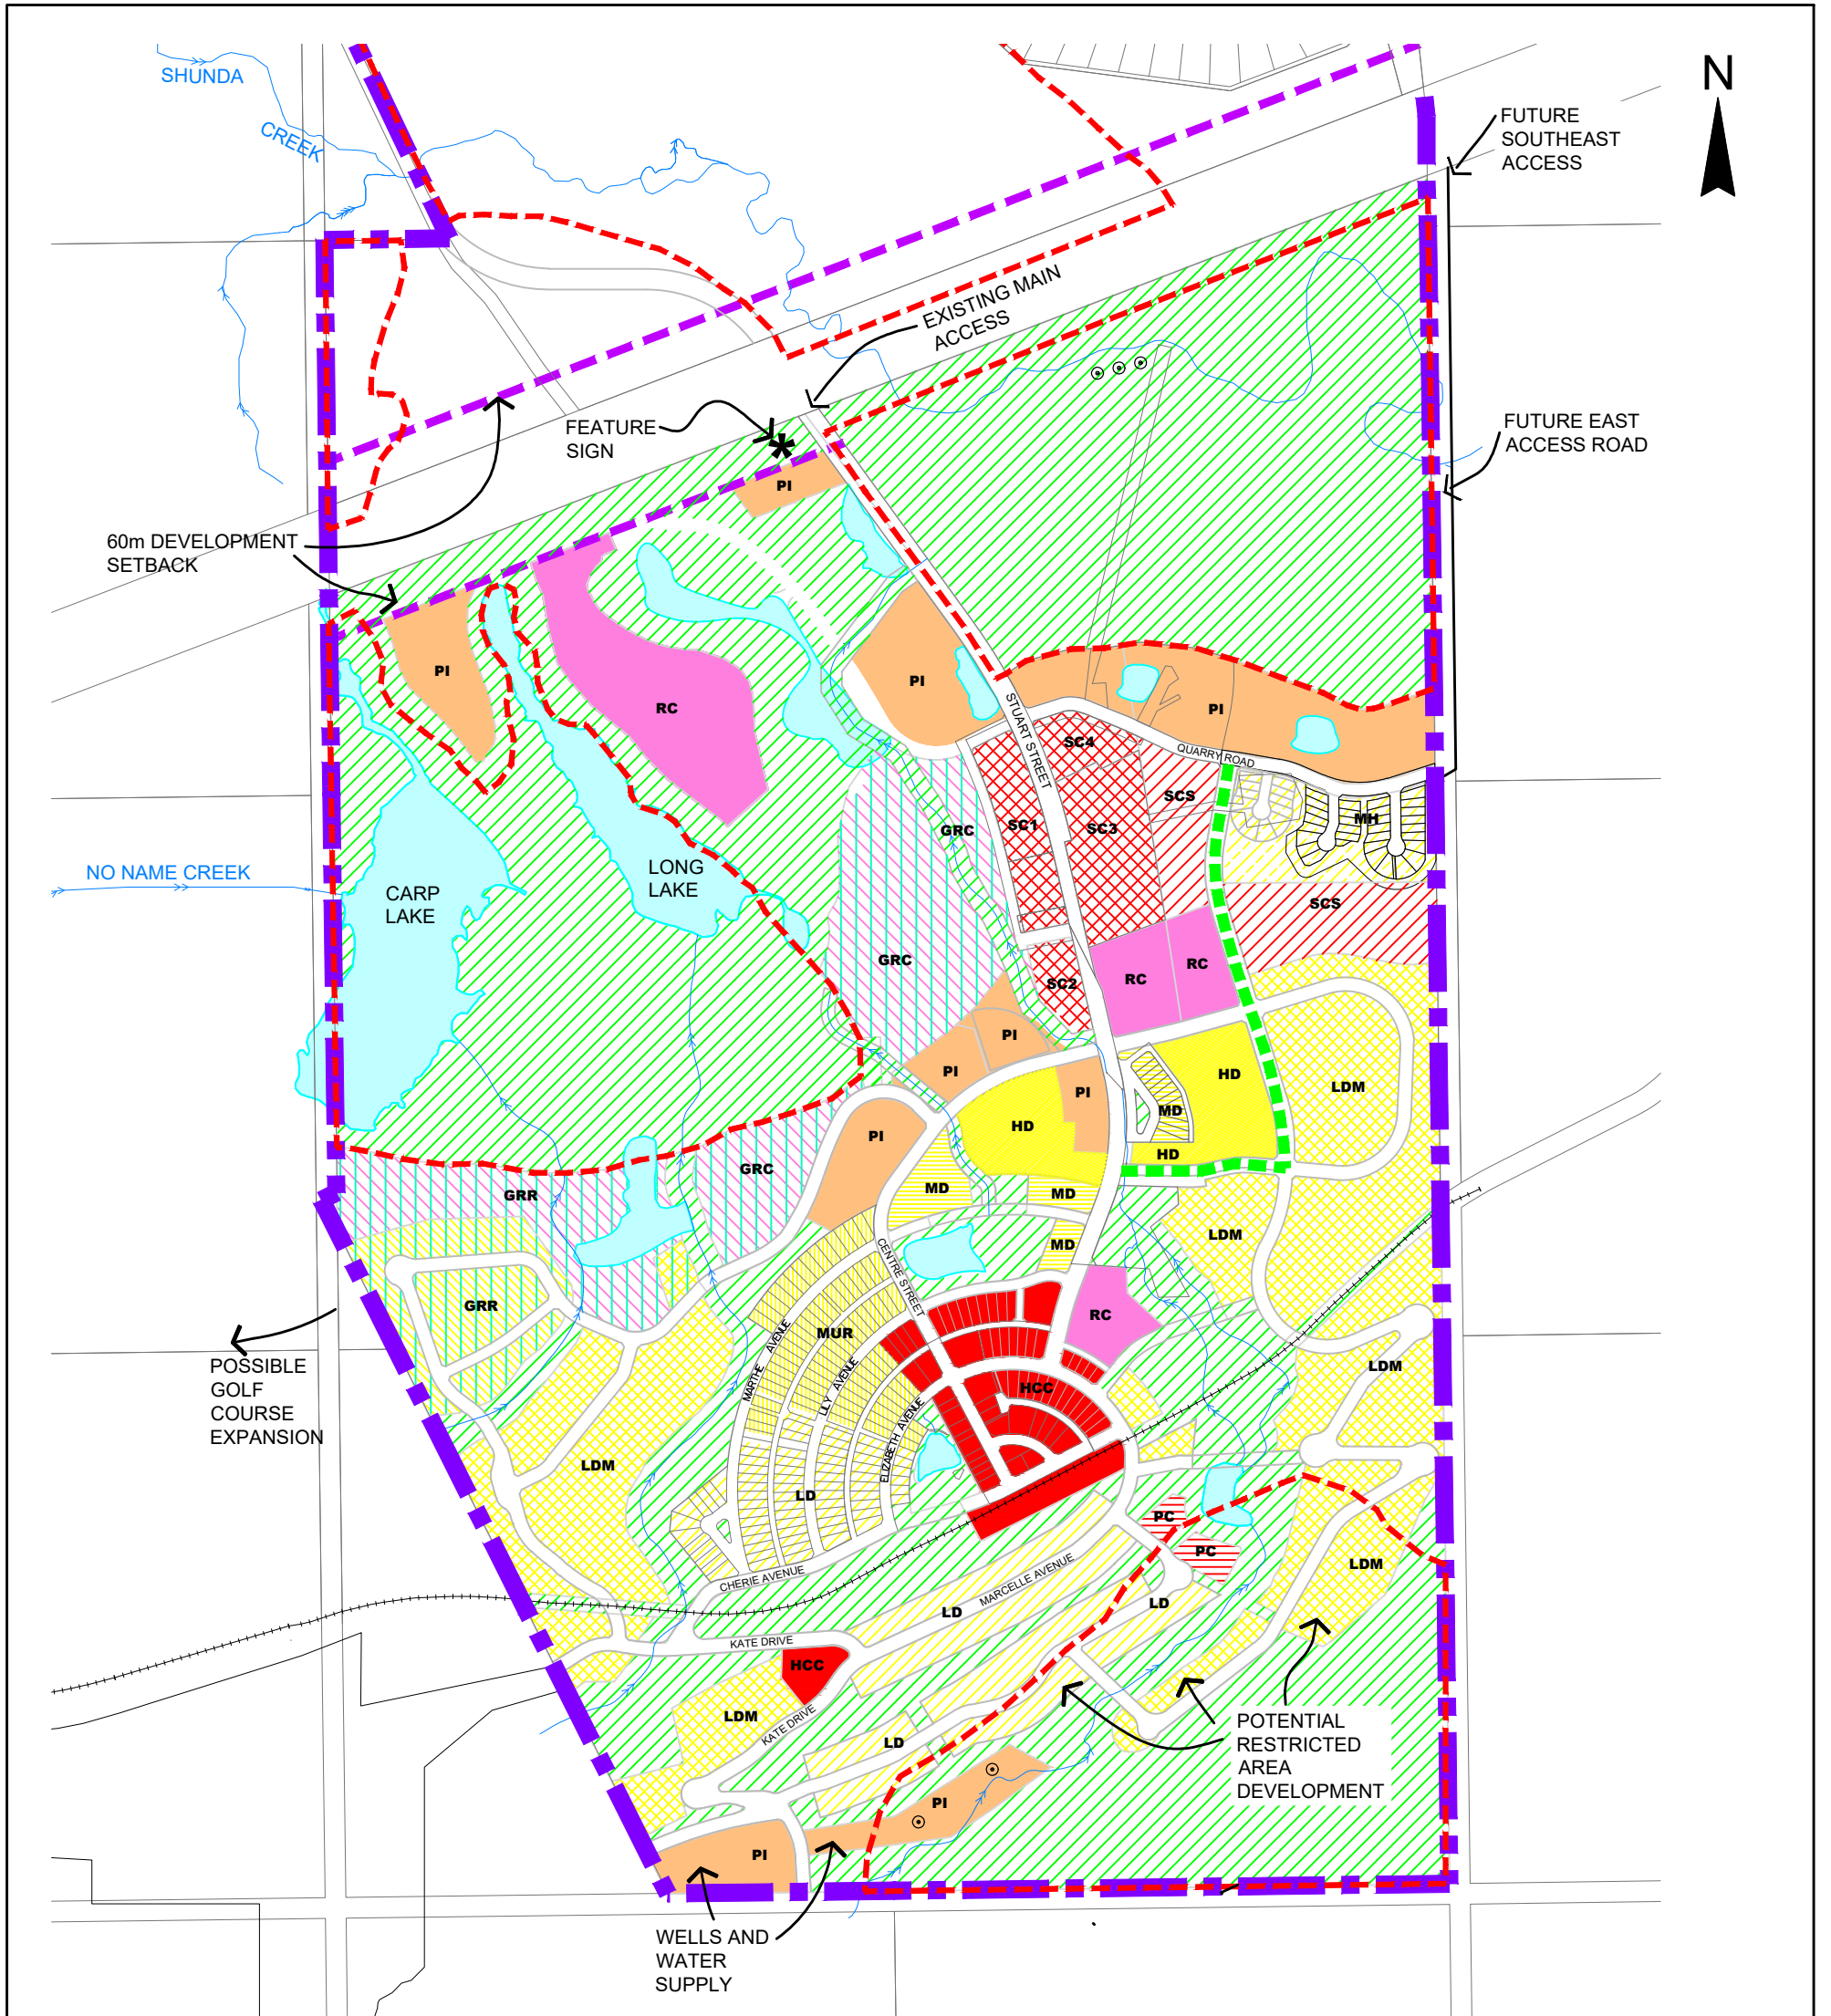 N
SHUNDA
CREEK
FUTURE
SOUTHEAST
ACCESS
EXISTING MAIN
ACCESS
FEATURE
SIGN
*
FUTURE EAST
ACCESS ROAD
PI
60m DEVELOPMENT
SETBACK
PI
RC
PI
STUART STREET
PI
SC4
QUARRY ROAD
SCS
MH
GRC
SC1
SC3
NO NAME CREEK
CARP
LAKE
LONG
LAKE
SCS
GRC
SC2
RC
RC
PI
PI
PI
HD
LDM
HD
MD
PI
HD
GRC
GRR
MD
MD
MD
LDM
CENTRE STREET
GRR
MUR
RC
MARTHE AVENUE
LILY AVENUE
ELIZABETH AVENUE
HCC
LDM
POSSIBLE
GOLF
COURSE
EXPANSION
LDM
LD
PC
PC
LDM
CHERIE AVENUE
MARCELLE AVENUE
LD
LD
KATE DRIVE
HCC
LDM
KATE DRIVE
LD
POTENTIAL
RESTRICTED
AREA
DEVELOPMENT
PI
PI
WELLS AND
WATER
SUPPLY